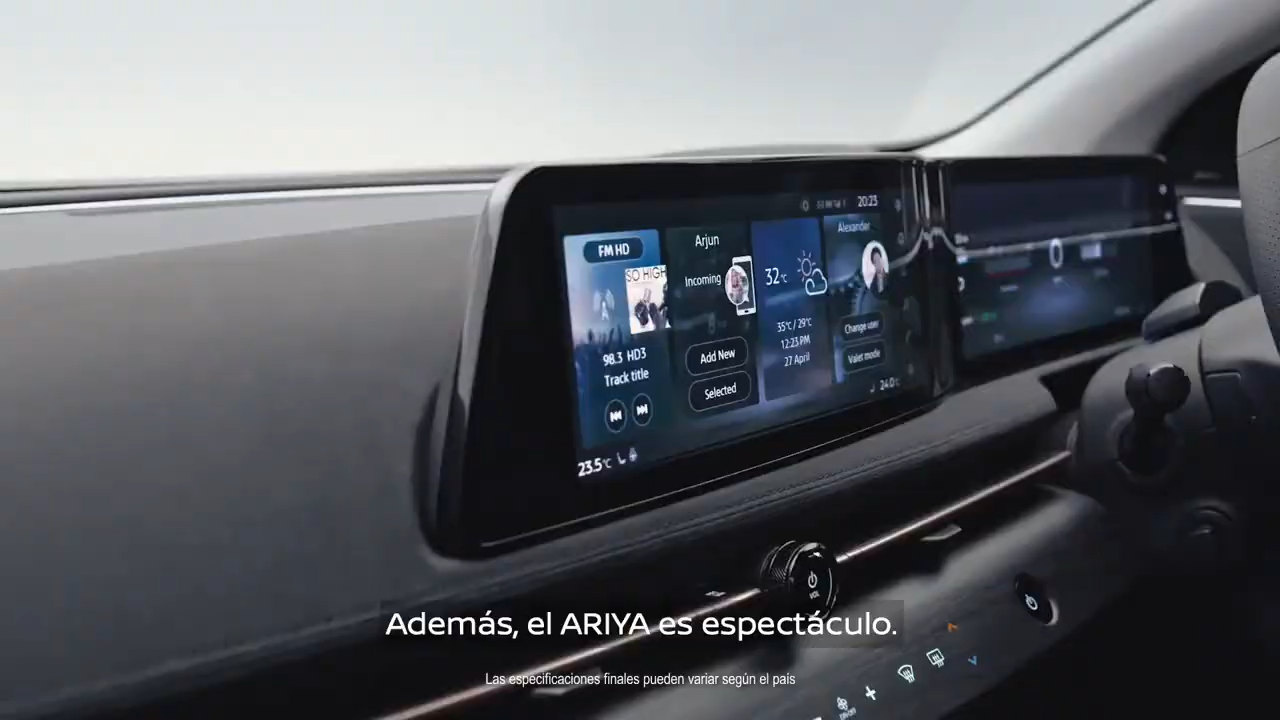 20:23
FM HD
SO HIGH
98.3 HD3
Track title
23.5°C
Arjun
Incoming
Add New
Selected
32°C
35°C / 29°C
12:23 PM
27 April
Alexander
Change user
Valet mode
24.0°C
VOL
Además, el ARIYA es espectáculo.
Las especificaciones finales pueden variar según el país